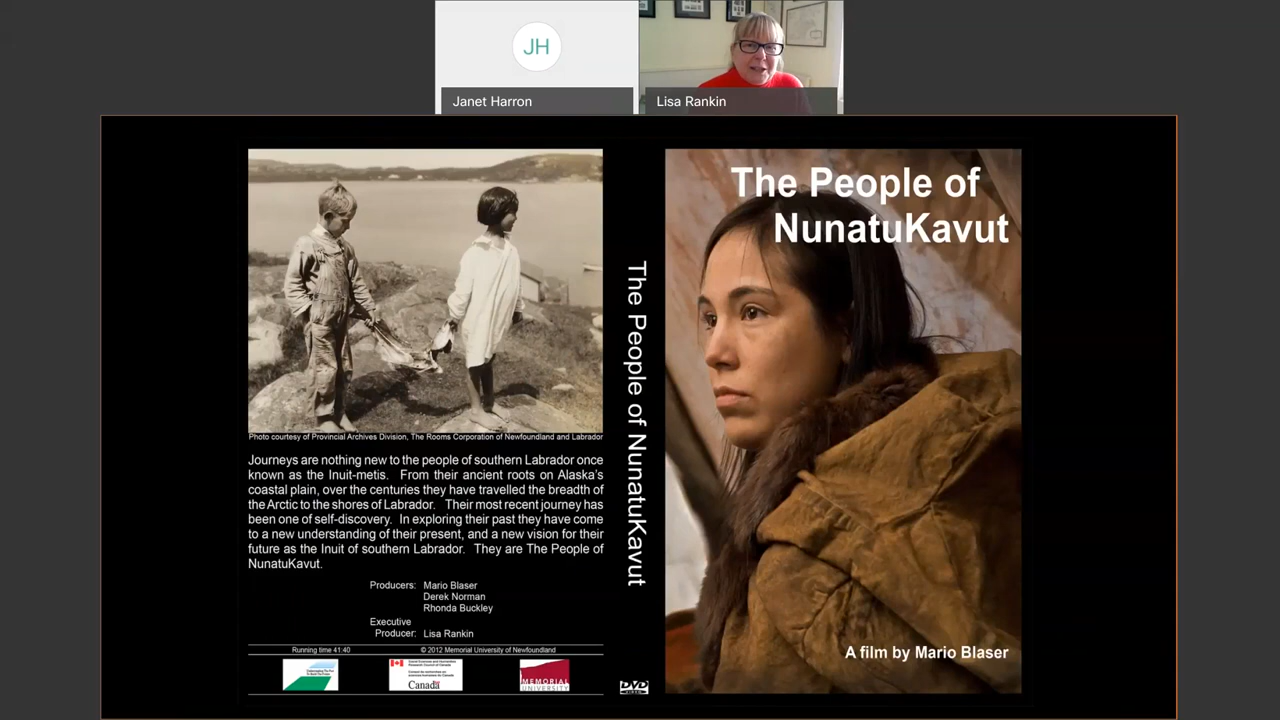 JH
Janet Harron
Lisa Rankin
Photo courtesy of Provincial Archives Division, The Rooms Corporation of Newfoundland and Labrador
Journeys are nothing new to the people of southern Labrador once
known as the Inuit-metis. From their ancient roots on Alaska's
coastal plain, over the centuries they have travelled the breadth of
the Arctic to the shores of Labrador. Their most recent journey has
been one of self-discovery. In exploring their past they have come
to a new understanding of their present, and a new vision for their
future as the Inuit of southern Labrador. They are The People of
NunatuKavut.
Producers: Mario Blaser
Derek Norman
Rhonda Buckley
Executive
Producer: Lisa Rankin
Running time 41:40 © 2012 Memorial University of Newfoundland
Canada
MEMORIAL
UNIVERSITY
The People of NunatuKavut
DVD
VIDEO
The People of
NunatuKavut
A film by Mario Blaser